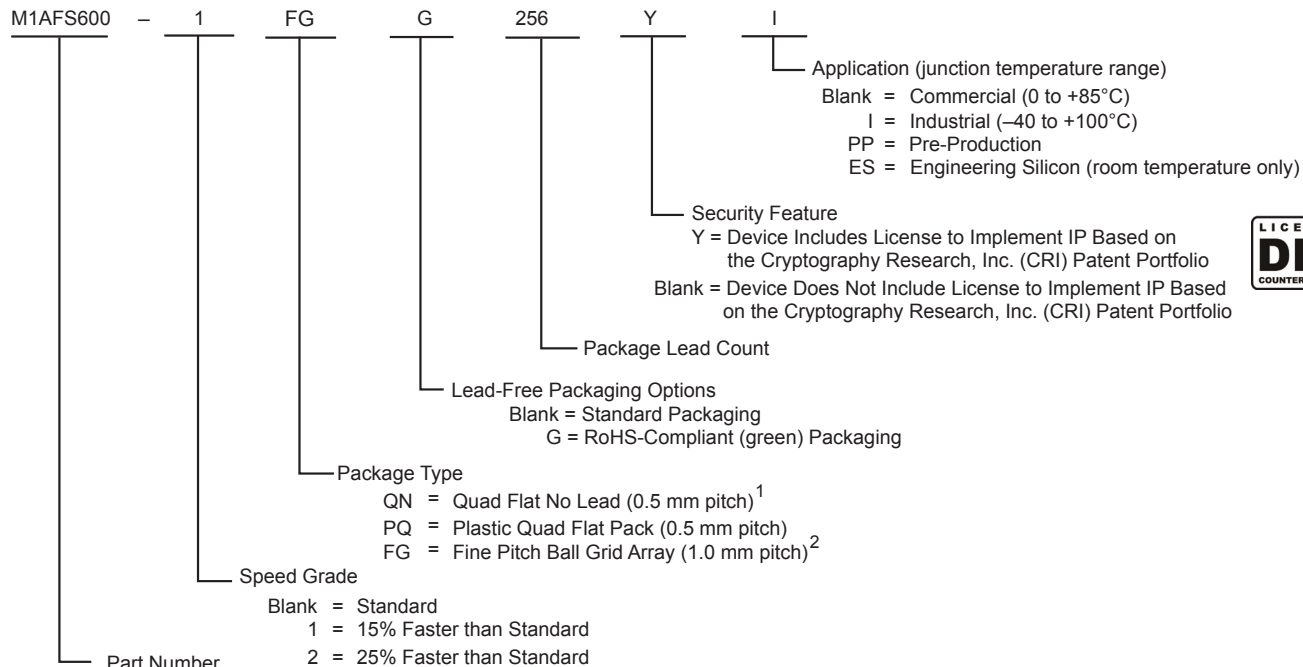 M1AFS600 – 1 FG G 256 Y I
Application (junction temperature range)
Blank = Commercial (0 to +85°C)
I = Industrial (–40 to +100°C)
PP = Pre-Production
ES = Engineering Silicon (room temperature only)
Security Feature
Y = Device Includes License to Implement IP Based on
the Cryptography Research, Inc. (CRI) Patent Portfolio
Blank = Device Does Not Include License to Implement IP Based
on the Cryptography Research, Inc. (CRI) Patent Portfolio
Package Lead Count
Lead-Free Packaging Options
Blank = Standard Packaging
G = RoHS-Compliant (green) Packaging
Package Type
QN = Quad Flat No Lead (0.5 mm pitch)1
PQ = Plastic Quad Flat Pack (0.5 mm pitch)
FG = Fine Pitch Ball Grid Array (1.0 mm pitch)2
Speed Grade
Blank = Standard
1 = 15% Faster than Standard
2 = 25% Faster than Standard
Part Number